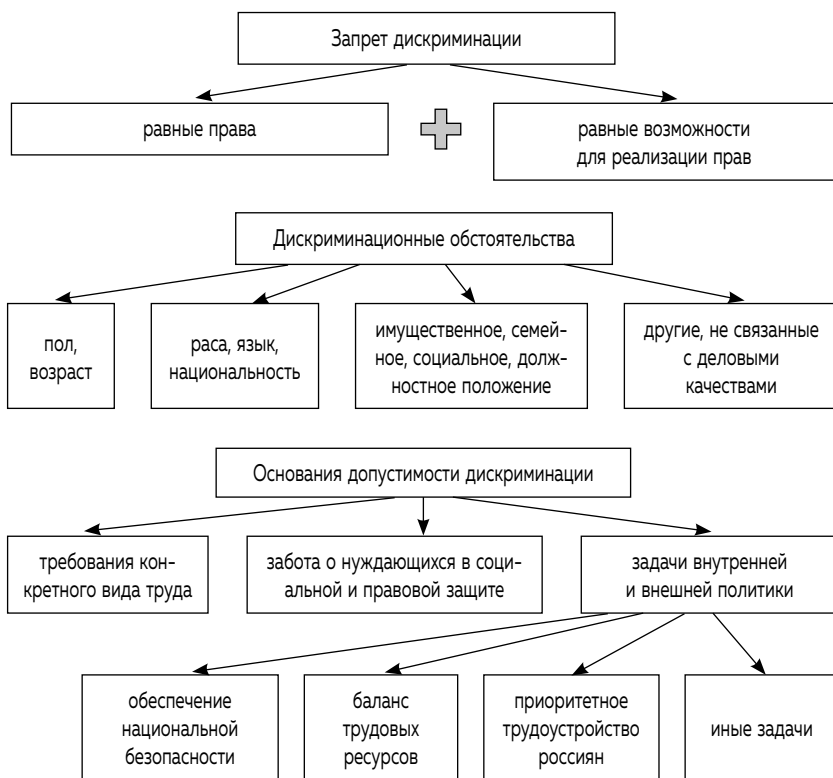 Запрет дискриминации
равные права
равные возможности
для реализации прав
Дискриминационные обстоятельства
пол,
возраст
раса, язык,
национальность
имущественное, семей-
ное, социальное, долж-
ностное положение
другие, не связанные
с деловыми
качествами
Основания допустимости дискриминации
требования кон-
кретного вида труда
забота о нуждающихся в соци-
альной и правовой защите
задачи внутренней
и внешней политики
обеспечение
национальной
безопасности
баланс
трудовых
ресурсов
приоритетное
трудоустройство
россиян
иные задачи